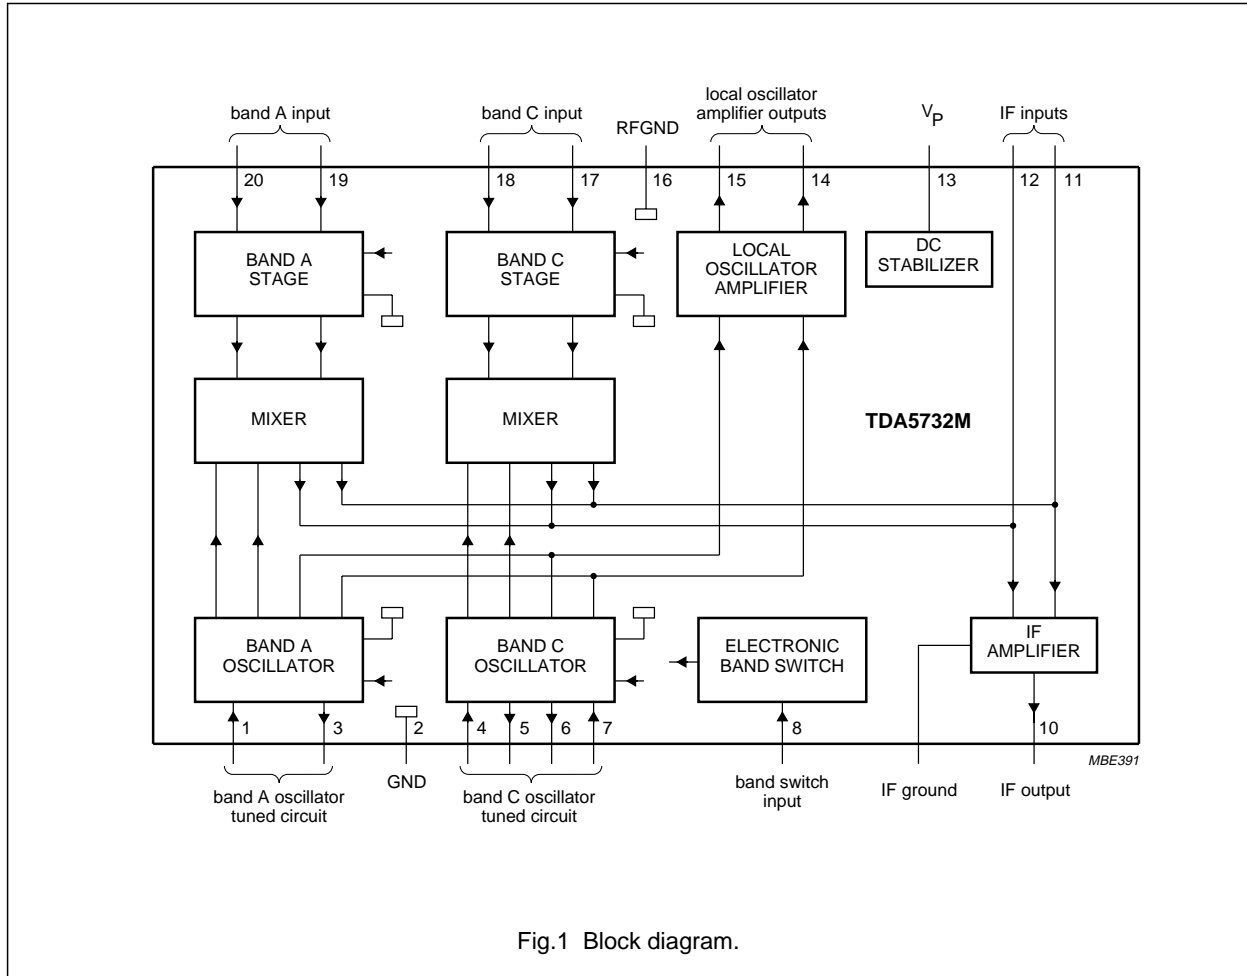 band A input
band C input
RFGND
local oscillator
amplifier outputs
VP
IF inputs
20
19
18
17
16
15
14
13
12
11
BAND A
STAGE
BAND C
STAGE
LOCAL
OSCILLATOR
AMPLIFIER
DC
STABILIZER
MIXER
MIXER
TDA5732M
BAND A
OSCILLATOR
BAND C
OSCILLATOR
ELECTRONIC
BAND SWITCH
IF
AMPLIFIER
1
3
2
4
5
6
7
8
10
MBE391
band A oscillator
tuned circuit
GND
band C oscillator
tuned circuit
band switch
input
IF ground
IF output
Fig.1 Block diagram.